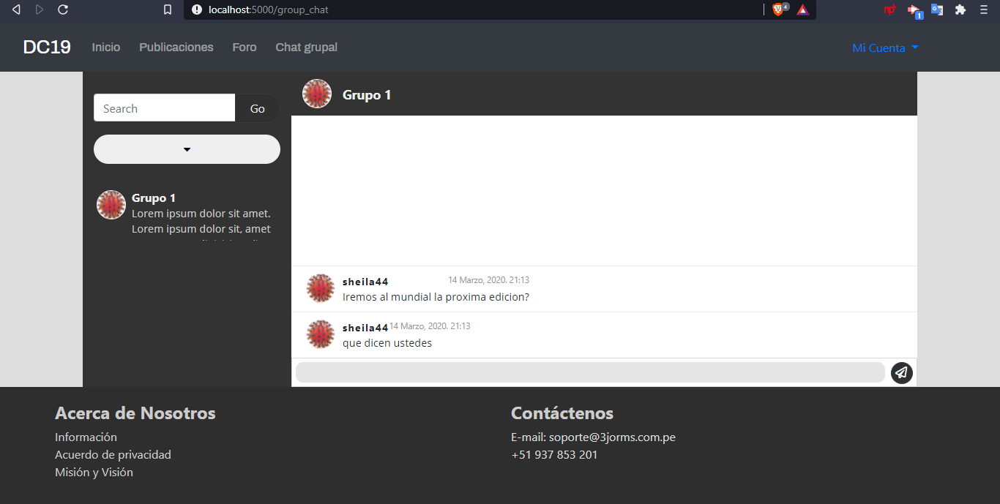 localhost:5000/group_chat
4
1
DC19
Inicio
Publicaciones
Foro
Chat grupal
Mi Cuenta
Search
Go
Grupo 1
Lorem ipsum dolor sit amet.
Lorem ipsum dolor sit, amet
Grupo 1
sheila44 14 Marzo, 2020. 21:13
Iremos al mundial la proxima edicion?
sheila44 14 Marzo, 2020. 21:13
que dicen ustedes
Acerca de Nosotros
Información
Acuerdo de privacidad
Misión y Visión
Contáctenos
E-mail: soporte@3jorms.com.pe
+51 937 853 201